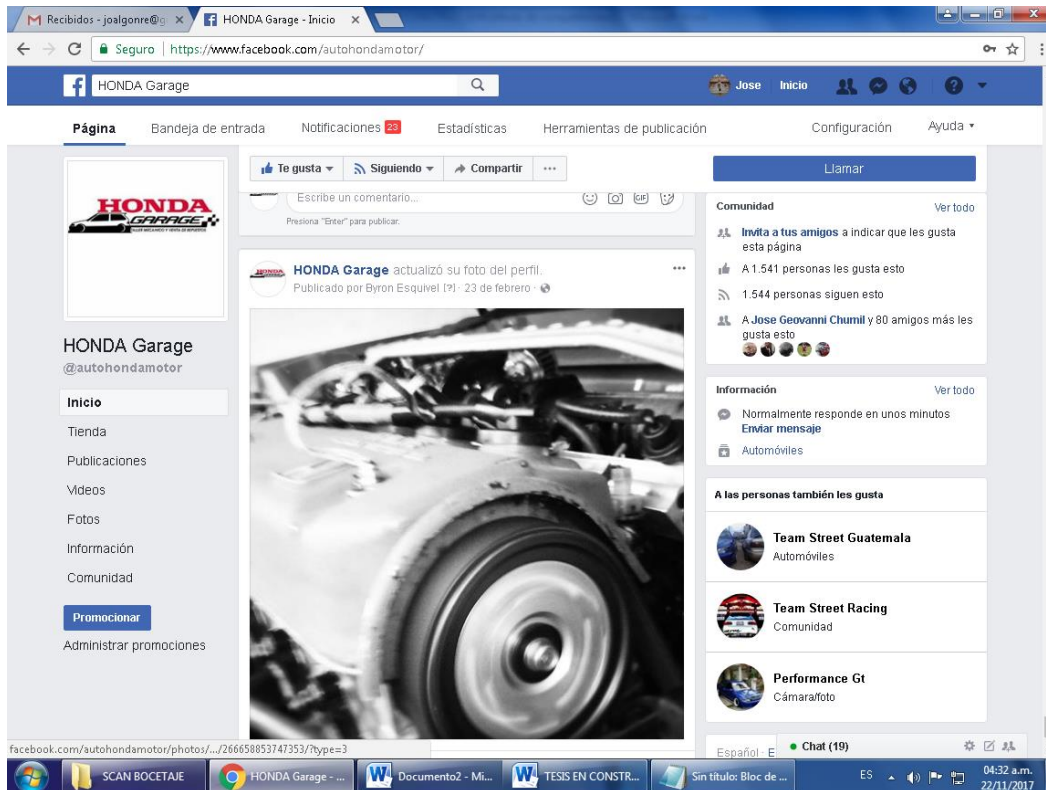 Recibidos - joalgonre@g
HONDA Garage - Inicio
Seguro | https://www.facebook.com/autohondamotor/
HONDA Garage
Jose
Inicio
Página
Bandeja de entrada
Notificaciones 23
Estadísticas
Herramientas de publicación
Configuración
Ayuda
HONDA
GARAGE
TALLER MECANICO Y VENTA DE REPUESTOS
HONDA Garage
@autohondamotor
Inicio
Tienda
Publicaciones
Videos
Fotos
Información
Comunidad
Promocionar
Administrar promociones
Te gusta
Siguiendo
Compartir
Escribe un comentario...
GIF
Presiona "Enter" para publicar.
HONDA Garage actualizó su foto del perfil.
Publicado por Byron Esquivel [?] · 23 de febrero ·
Llamar
Comunidad
Ver todo
Invita a tus amigos a indicar que les gusta
esta página
A 1.541 personas les gusta esto
1.544 personas siguen esto
A Jose Geovanni Chumil y 80 amigos más les
gusta esto
Información
Ver todo
Normalmente responde en unos minutos
Enviar mensaje
Automóviles
A las personas también les gusta
Team Street Guatemala
Automóviles
Team Street Racing
Comunidad
Performance Gt
Cámara/foto
Español · E
Chat (19)
facebook.com/autohondamotor/photos/.../266658853747353/?type=3
SCAN BOCETAJE
HONDA Garage - ...
Documento2 - Mi...
TESIS EN CONSTR...
Sin título: Bloc de ...
ES
04:32 a.m.
22/11/2017